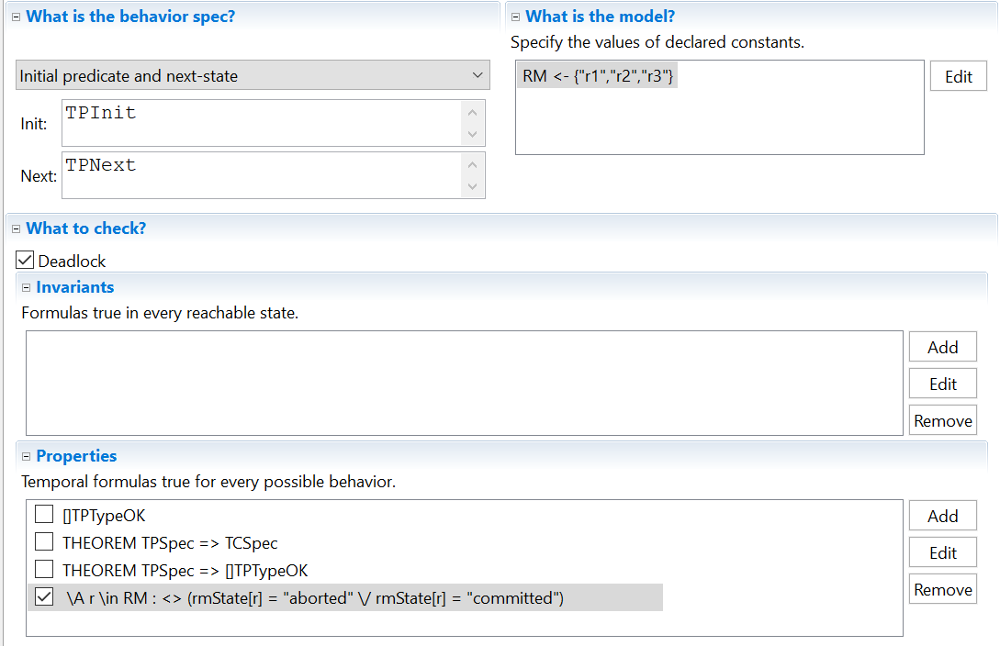 What is the behavior spec?
Initial predicate and next-state
Init:
TPInit
Next:
TPNext
What is the model?
Specify the values of declared constants.
RM <- {"r1","r2","r3"}
Edit
What to check?
Deadlock
Invariants
Formulas true in every reachable state.
Add
Edit
Remove
Properties
Temporal formulas true for every possible behavior.
[]TPTypeOK
THEOREM TPSpec => TCSpec
THEOREM TPSpec => []TPTypeOK
\A r \in RM : <> (rmState[r] = "aborted" \/ rmState[r] = "committed")
Add
Edit
Remove